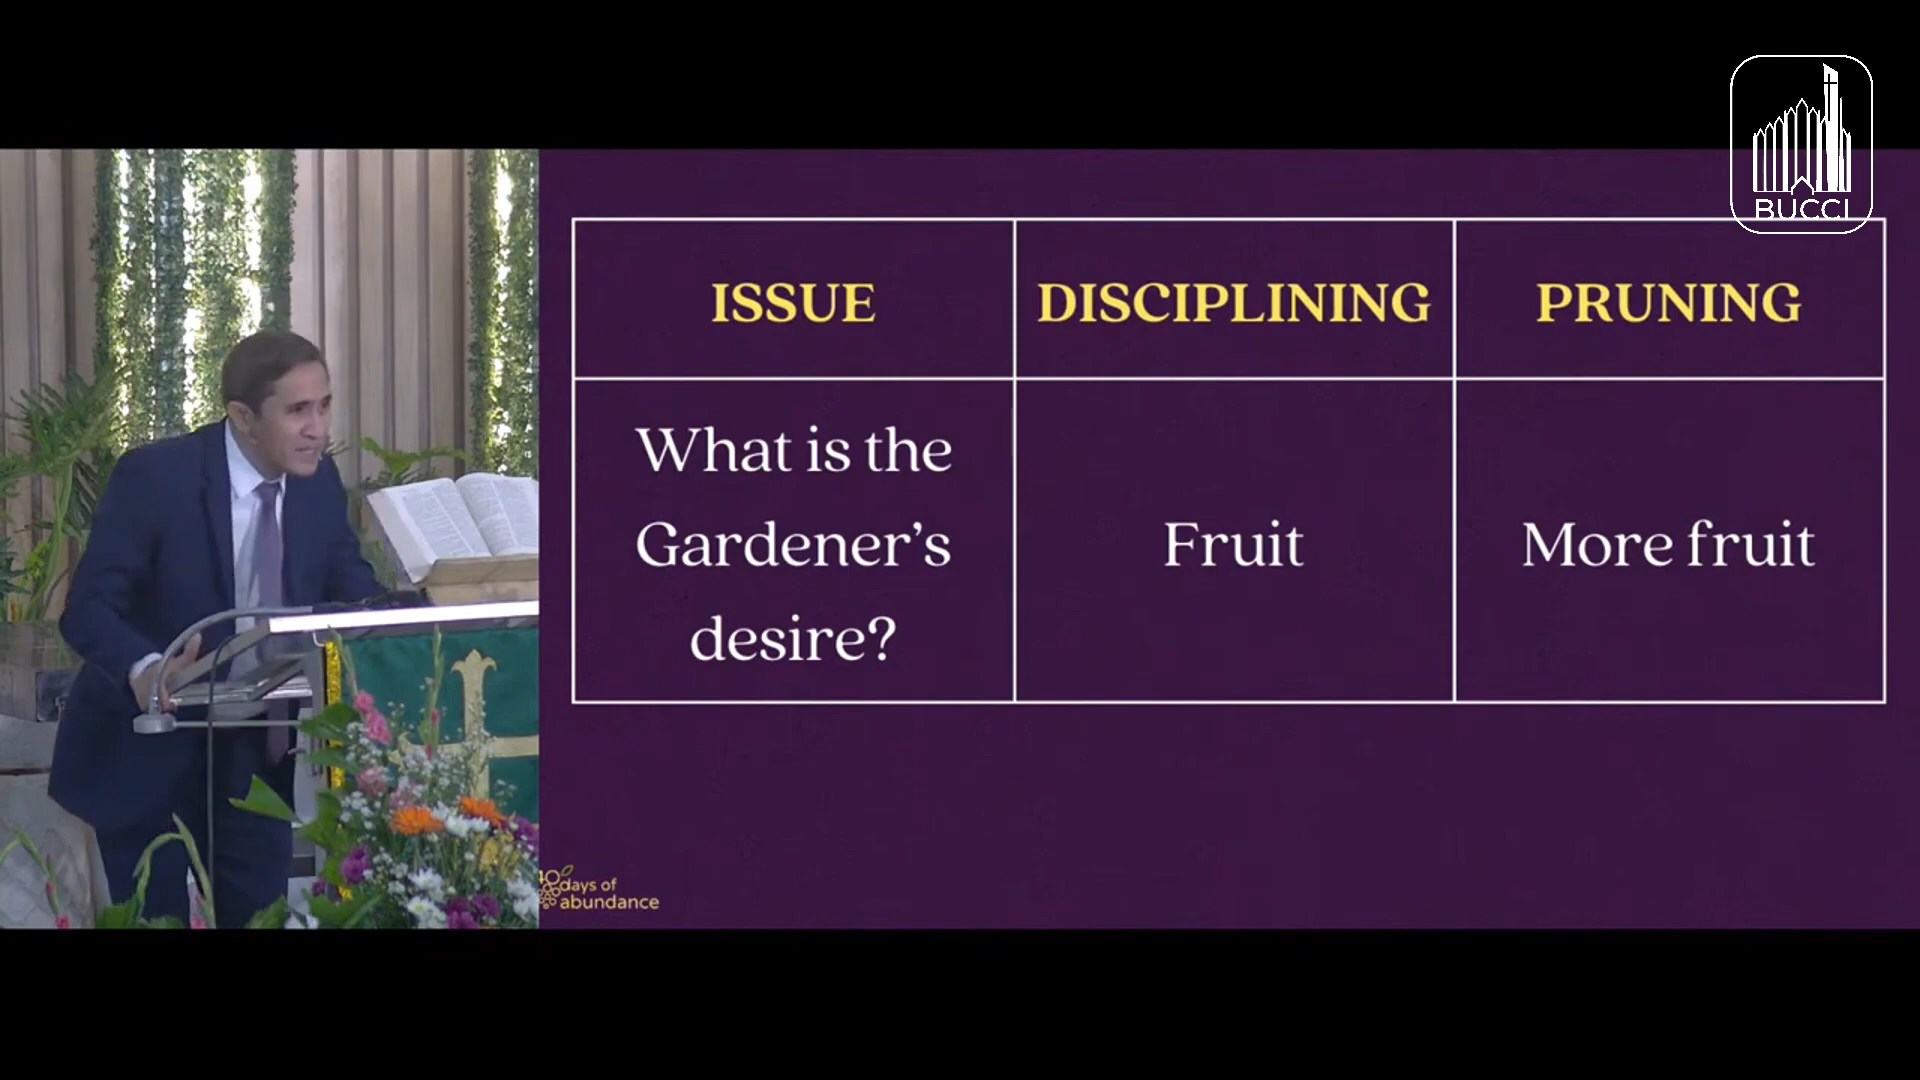 BUCCI
ISSUE
DISCIPLINING
PRUNING
What is the
Gardener's
desire?
Fruit
More fruit
40
days of
abundance